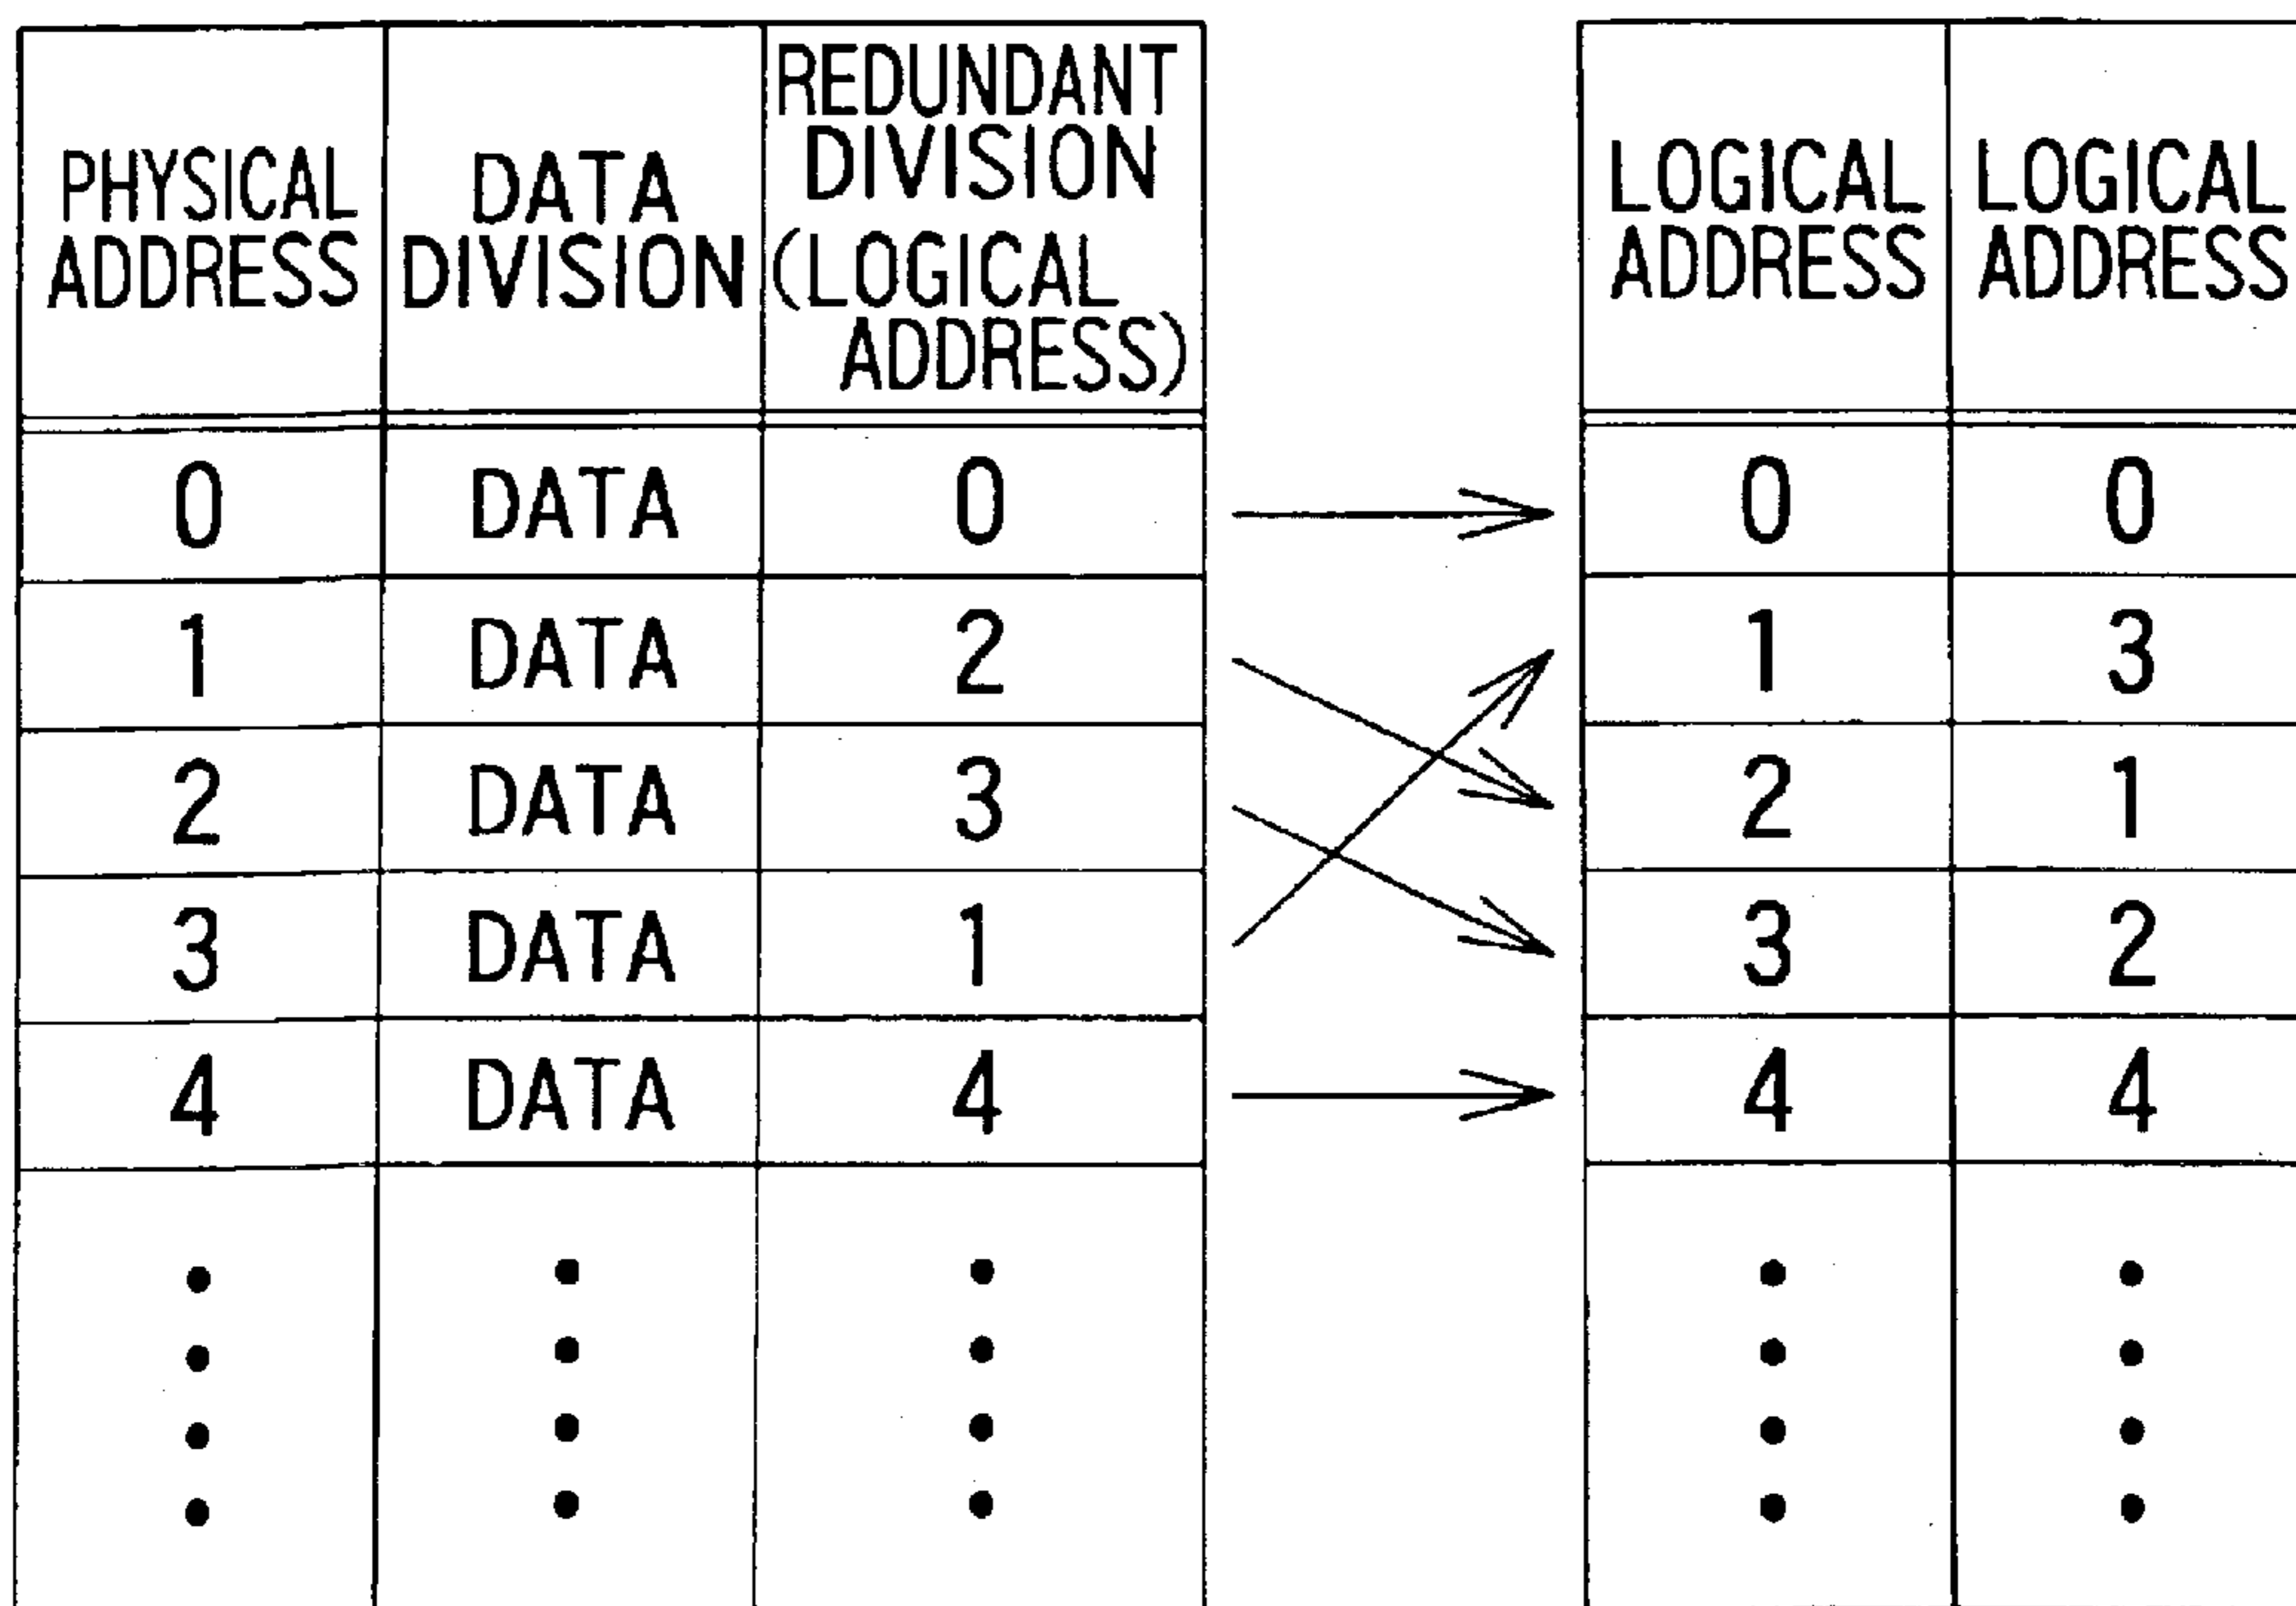 PHYSICAL ADDRESS DATA DIVISION REDUNDANT DIVISION (LOGICAL ADDRESS)
0 DATA 0
1 DATA 2
2 DATA 3
3 DATA 1
4 DATA 4
LOGICAL ADDRESS LOGICAL ADDRESS
0 0
1 3
2 1
3 2
4 4